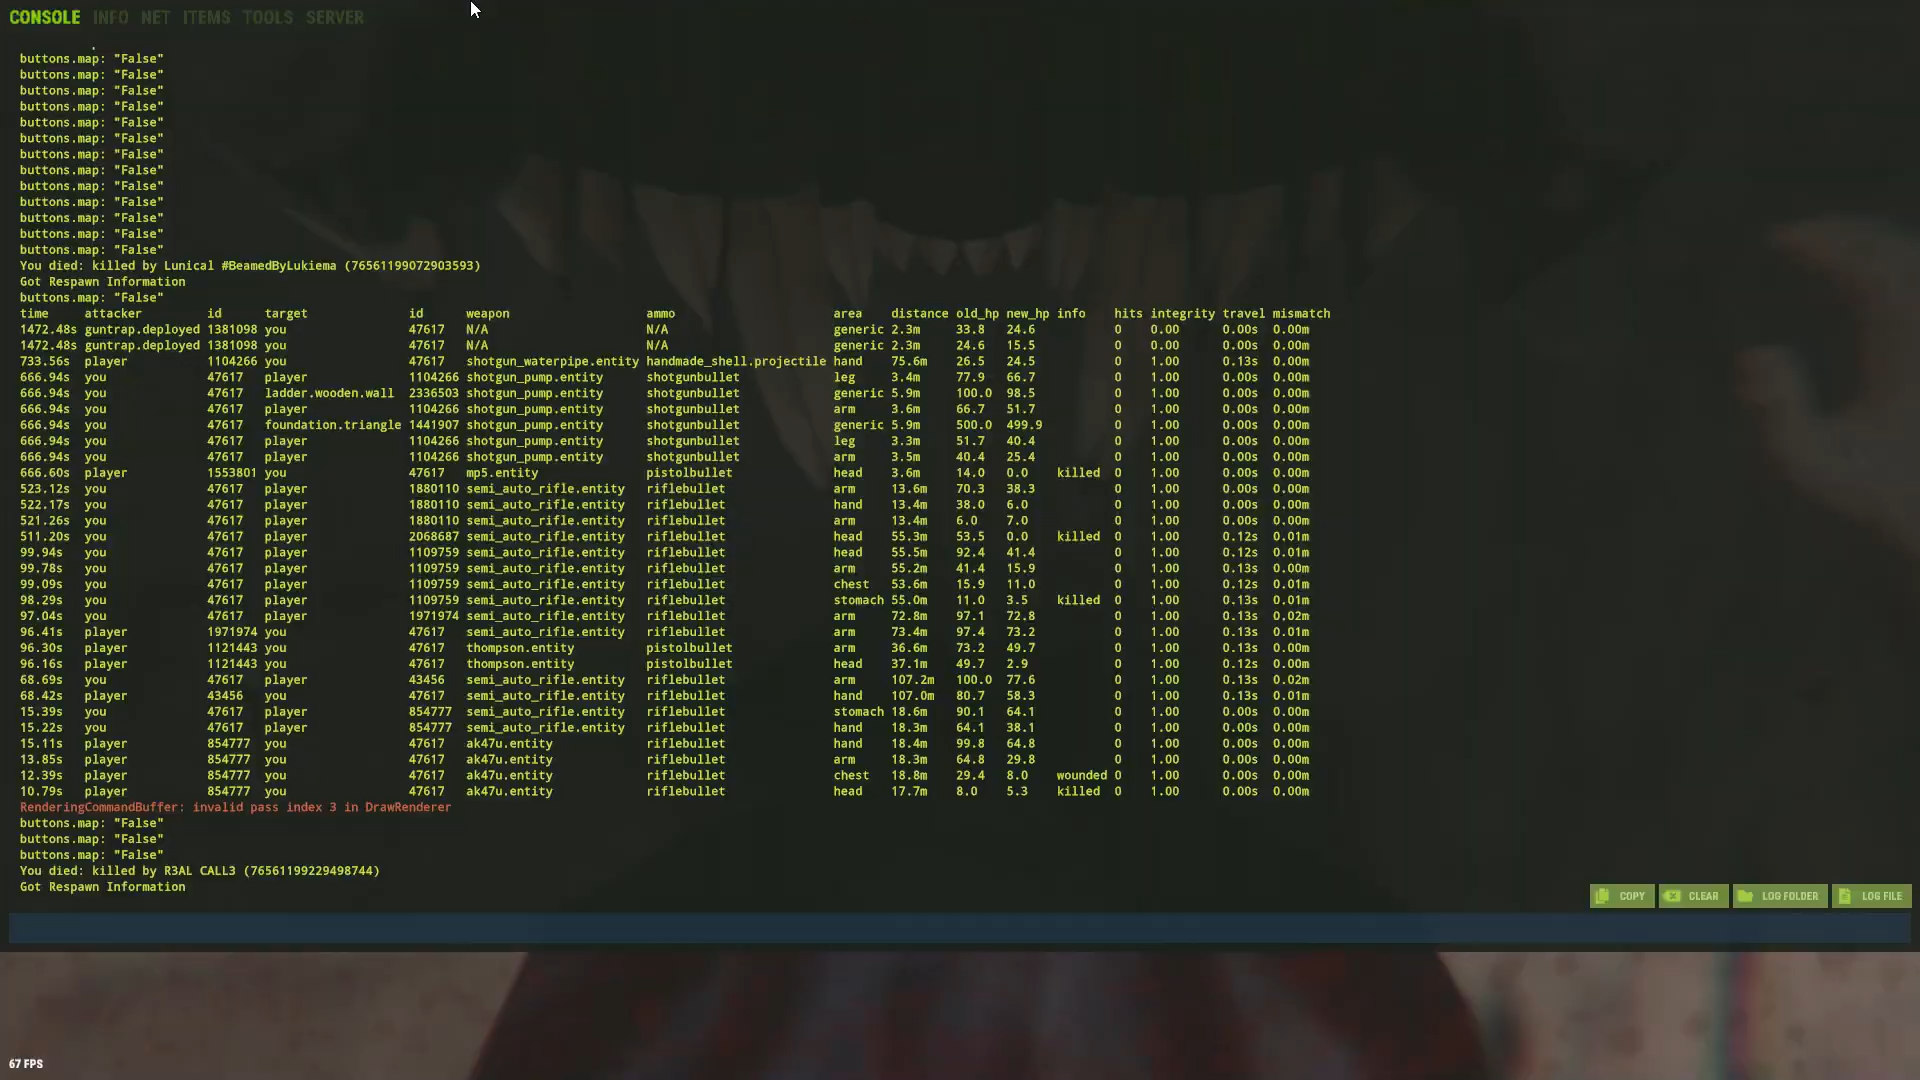 CONSOLE INFO NET ITEMS TOOLS SERVER
buttons.map: "False"
buttons.map: "False"
buttons.map: "False"
buttons.map: "False"
buttons.map: "False"
buttons.map: "False"
buttons.map: "False"
buttons.map: "False"
buttons.map: "False"
buttons.map: "False"
buttons.map: "False"
buttons.map: "False"
buttons.map: "False"
You died: killed by Lunical #BeamedByLukiema (76561199072903593)
Got Respawn Information
buttons.map: "False"
time attacker id target id weapon ammo area distance old_hp new_hp info hits integrity travel mismatch
1472.48s guntrap.deployed 1381098 you 47617 N/A N/A generic 2.3m 33.8 24.6 0 0.00 0.00s 0.00m
1472.48s guntrap.deployed 1381098 you 47617 N/A N/A generic 2.3m 24.6 15.5 0 0.00 0.00s 0.00m
733.56s player 1104266 you 47617 shotgun_waterpipe.entity handmade_shell.projectile hand 75.6m 26.5 24.5 0 1.00 0.13s 0.00m
666.94s you 47617 player 1104266 shotgun_pump.entity shotgunbullet leg 3.4m 77.9 66.7 0 1.00 0.00s 0.00m
666.94s you 47617 ladder.wooden.wall 2336503 shotgun_pump.entity shotgunbullet generic 5.9m 100.0 98.5 0 1.00 0.00s 0.00m
666.94s you 47617 player 1104266 shotgun_pump.entity shotgunbullet arm 3.6m 66.7 51.7 0 1.00 0.00s 0.00m
666.94s you 47617 foundation.triangle 1441907 shotgun_pump.entity shotgunbullet generic 5.9m 500.0 499.9 0 1.00 0.00s 0.00m
666.94s you 47617 player 1104266 shotgun_pump.entity shotgunbullet leg 3.3m 51.7 40.4 0 1.00 0.00s 0.00m
666.94s you 47617 player 1104266 shotgun_pump.entity shotgunbullet arm 3.5m 40.4 25.4 0 1.00 0.00s 0.00m
666.60s player 1553801 you 47617 mp5.entity pistolbullet head 3.6m 14.0 0.0 killed 0 1.00 0.00s 0.00m
523.12s you 47617 player 1880110 semi_auto_rifle.entity riflebullet arm 13.6m 70.3 38.3 0 1.00 0.00s 0.00m
522.17s you 47617 player 1880110 semi_auto_rifle.entity riflebullet hand 13.4m 38.0 6.0 0 1.00 0.00s 0.00m
521.26s you 47617 player 1880110 semi_auto_rifle.entity riflebullet arm 13.4m 6.0 7.0 0 1.00 0.00s 0.00m
511.20s you 47617 player 2068687 semi_auto_rifle.entity riflebullet head 55.3m 53.5 0.0 killed 0 1.00 0.12s 0.01m
99.94s you 47617 player 1109759 semi_auto_rifle.entity riflebullet head 55.5m 92.4 41.4 0 1.00 0.12s 0.01m
99.78s you 47617 player 1109759 semi_auto_rifle.entity riflebullet arm 55.2m 41.4 15.9 0 1.00 0.13s 0.00m
99.09s you 47617 player 1109759 semi_auto_rifle.entity riflebullet chest 53.6m 15.9 11.0 0 1.00 0.12s 0.01m
98.29s you 47617 player 1109759 semi_auto_rifle.entity riflebullet stomach 55.0m 11.0 3.5 killed 0 1.00 0.13s 0.01m
97.04s you 47617 player 1971974 semi_auto_rifle.entity riflebullet arm 72.8m 97.1 72.8 0 1.00 0.13s 0.02m
96.41s player 1971974 you 47617 semi_auto_rifle.entity riflebullet arm 73.4m 97.4 73.2 0 1.00 0.13s 0.01m
96.30s player 1121443 you 47617 thompson.entity pistolbullet arm 36.6m 73.2 49.7 0 1.00 0.13s 0.00m
96.16s player 1121443 you 47617 thompson.entity pistolbullet head 37.1m 49.7 2.9 0 1.00 0.12s 0.00m
68.69s you 47617 player 43456 semi_auto_rifle.entity riflebullet arm 107.2m 100.0 77.6 0 1.00 0.13s 0.02m
68.42s player 43456 you 47617 semi_auto_rifle.entity riflebullet hand 107.0m 80.7 58.3 0 1.00 0.13s 0.01m
15.39s you 47617 player 854777 semi_auto_rifle.entity riflebullet stomach 18.6m 90.1 64.1 0 1.00 0.00s 0.00m
15.22s you 47617 player 854777 semi_auto_rifle.entity riflebullet hand 18.3m 64.1 38.1 0 1.00 0.00s 0.00m
15.11s player 854777 you 47617 ak47u.entity riflebullet hand 18.4m 99.8 64.8 0 1.00 0.00s 0.00m
13.85s player 854777 you 47617 ak47u.entity riflebullet arm 18.3m 64.8 29.8 0 1.00 0.00s 0.00m
12.39s player 854777 you 47617 ak47u.entity riflebullet chest 18.8m 29.4 8.0 wounded 0 1.00 0.00s 0.00m
10.79s player 854777 you 47617 ak47u.entity riflebullet head 17.7m 8.0 5.3 killed 0 1.00 0.00s 0.00m
RenderingCommandBuffer: invalid pass index 3 in DrawRenderer
buttons.map: "False"
buttons.map: "False"
buttons.map: "False"
You died: killed by R3AL CALL3 (76561199229498744)
Got Respawn Information
COPY CLEAR LOG FOLDER LOG FILE
67 FPS